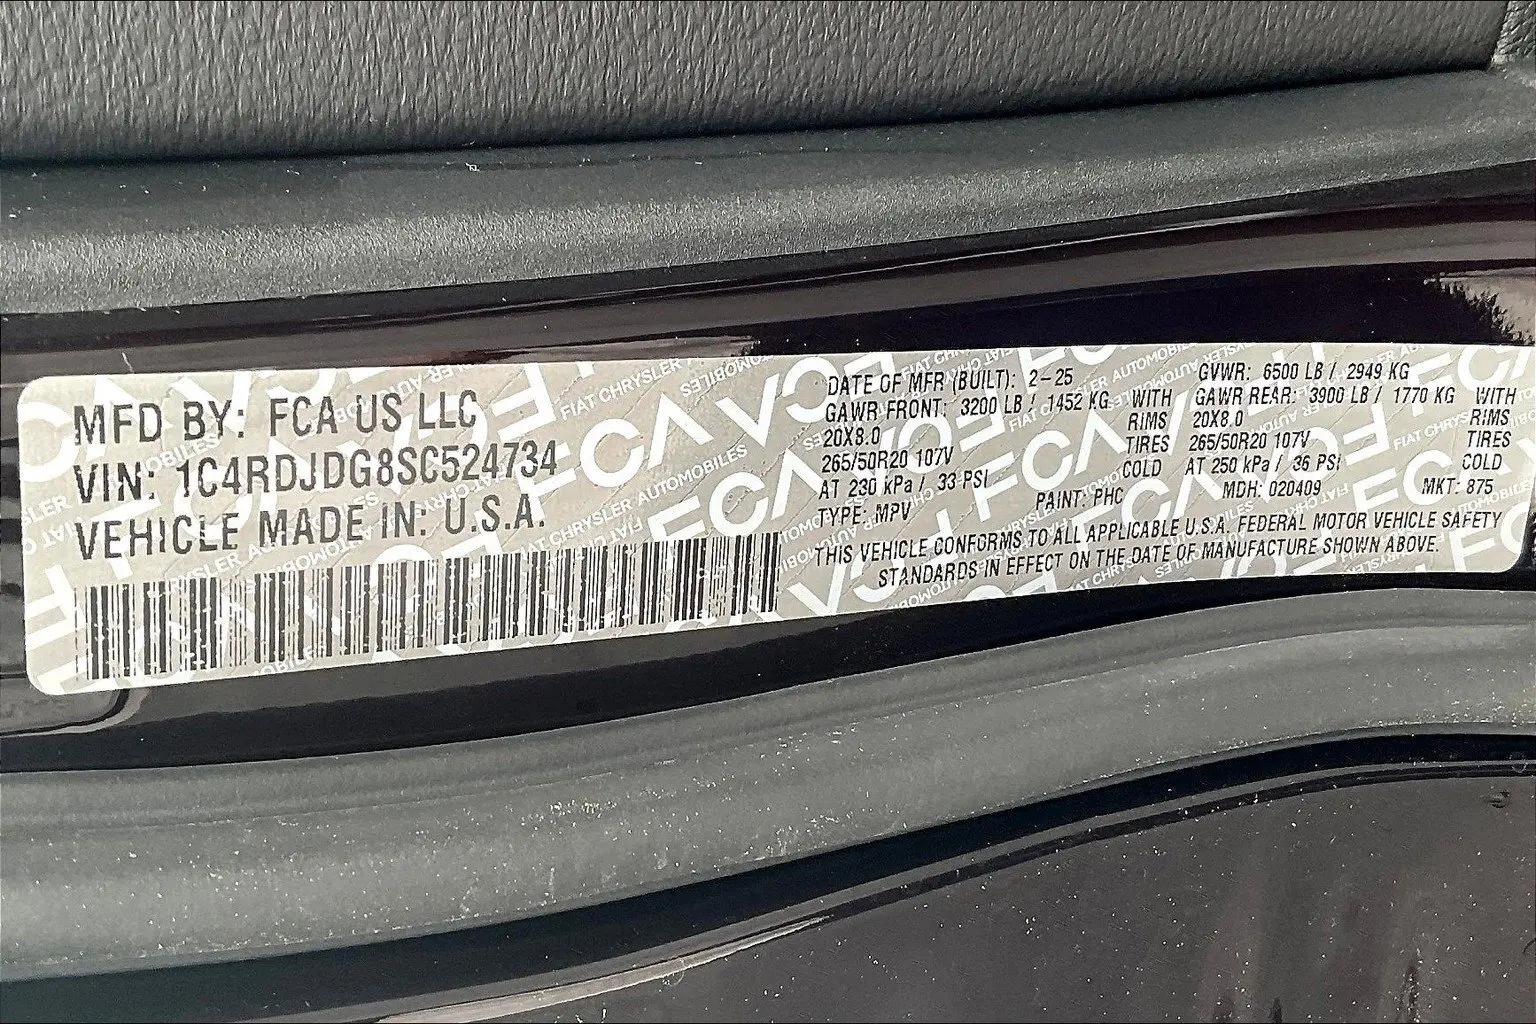 MFD BY: FCA US LLC
VIN: 1C4RDJDG8SC524734
VEHICLE MADE IN: U.S.A.
DATE OF MFR (BUILT): 2-25
GVWR: 6500 LB / 2949 KG
GAWR FRONT: 3200 LB / 1452 KG WITH
20X8.0 RIMS
265/50R20 107V TIRES
AT 230 kPa / 33 PSI COLD
GAWR REAR: 3900 LB / 1770 KG WITH
20X8.0 RIMS
265/50R20 107V TIRES
AT 250 kPa / 36 PSI COLD
TYPE: MPV
PAINT: PHC
MDH: 020409
MKT: 875
THIS VEHICLE CONFORMS TO ALL APPLICABLE U.S.A. FEDERAL MOTOR VEHICLE SAFETY
STANDARDS IN EFFECT ON THE DATE OF MANUFACTURE SHOWN ABOVE.
FCA
FIAT CHRYSLER AUTOMOBILES